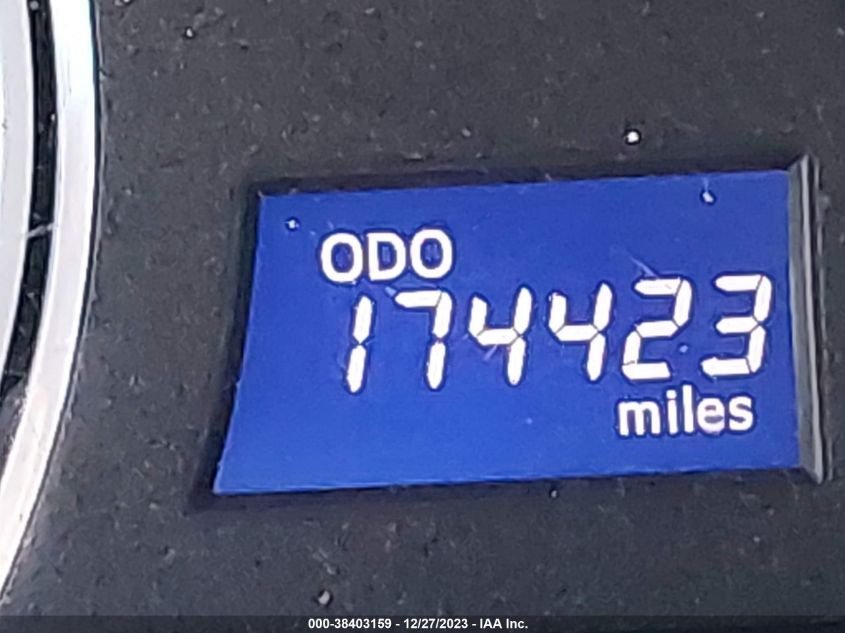 ODO
174423
miles
000-38403159 - 12/27/2023 - IAA Inc.